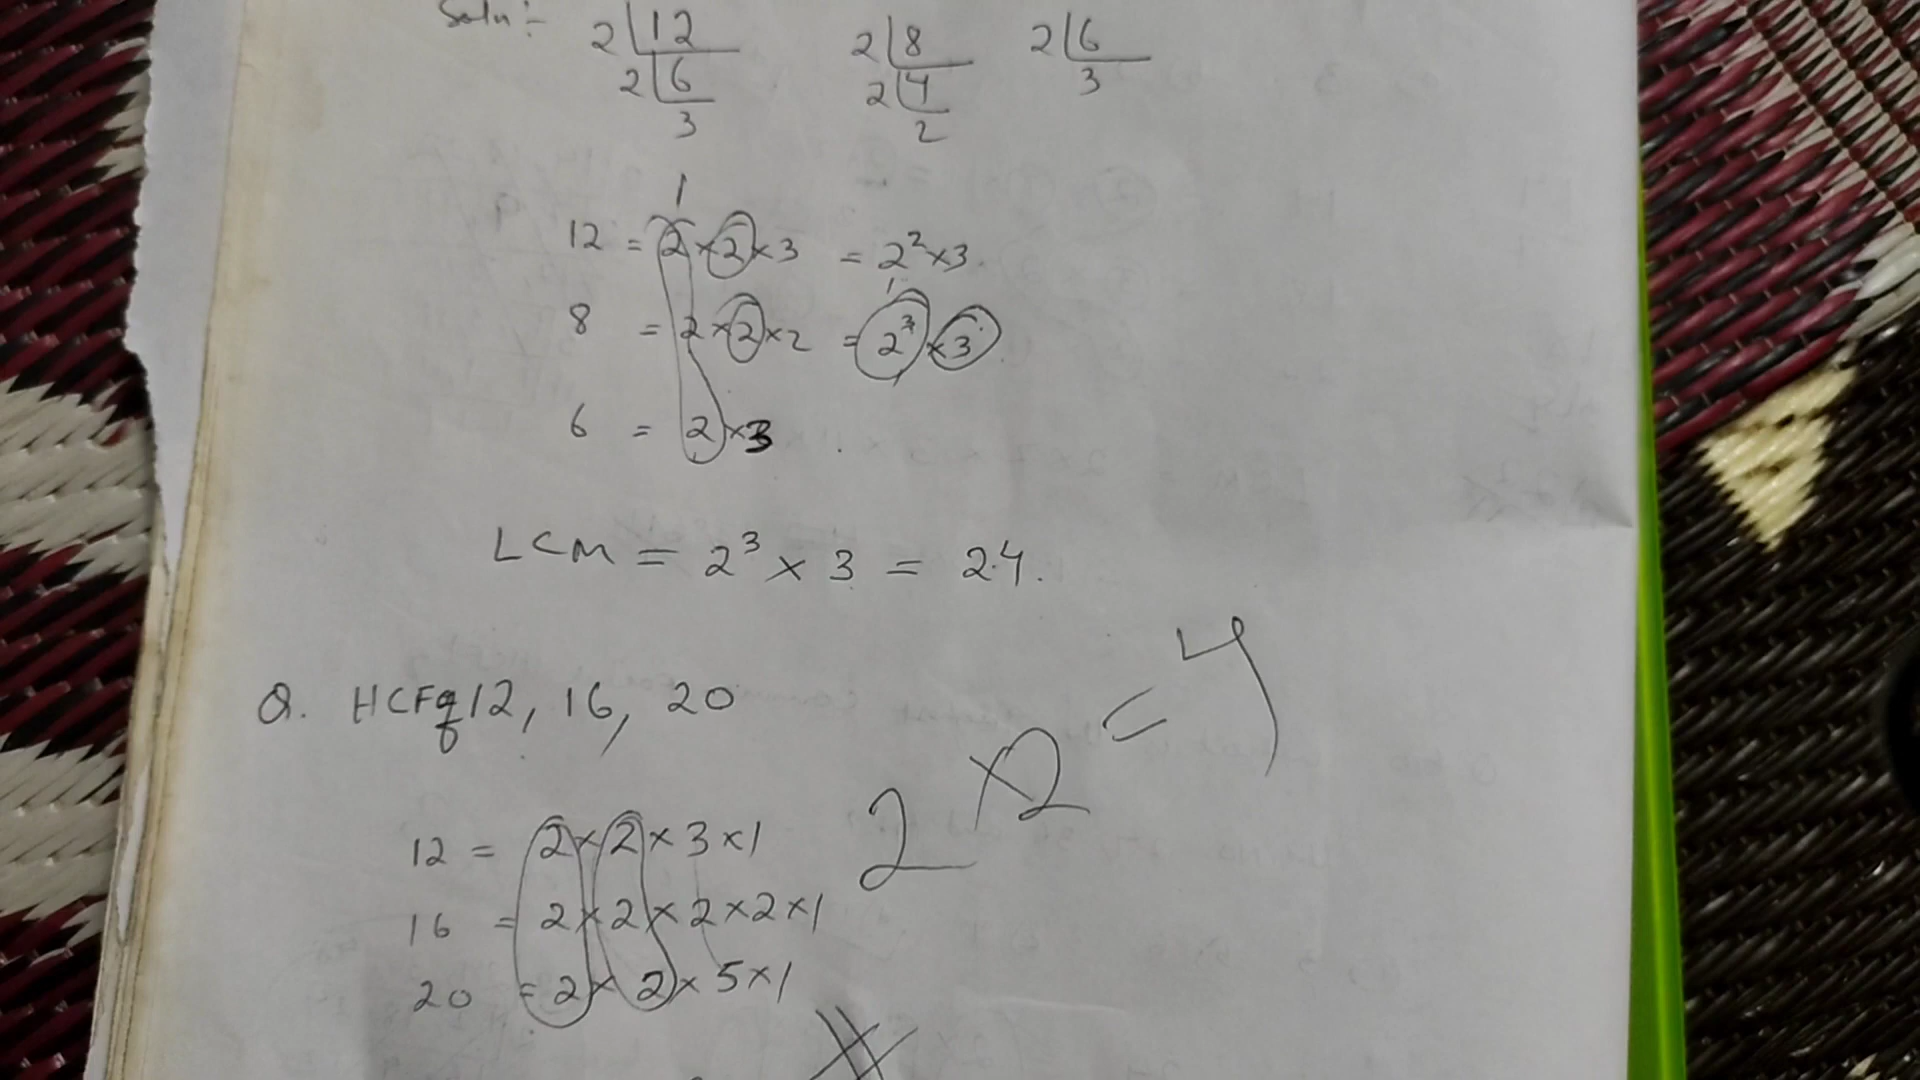 Soln :-
2 12 2 8 2 6
2 6 2 4 3
3 2
1
12 = 2 × 2 × 3 = 2² × 3
8 = 2 × 2 × 2 = 2³ × 3
6 = 2 × 3
LCM = 2³ × 3 = 24.
Q. HCF of 12, 16, 20
2 × 2 = 4
12 = 2 × 2 × 3 × 1
16 = 2 × 2 × 2 × 2 × 1
20 = 2 × 2 × 5 × 1